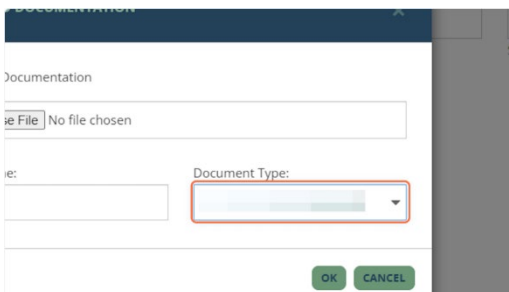 DOCUMENTATION
Documentation
se File No file chosen
e:
Document Type:
OK
CANCEL